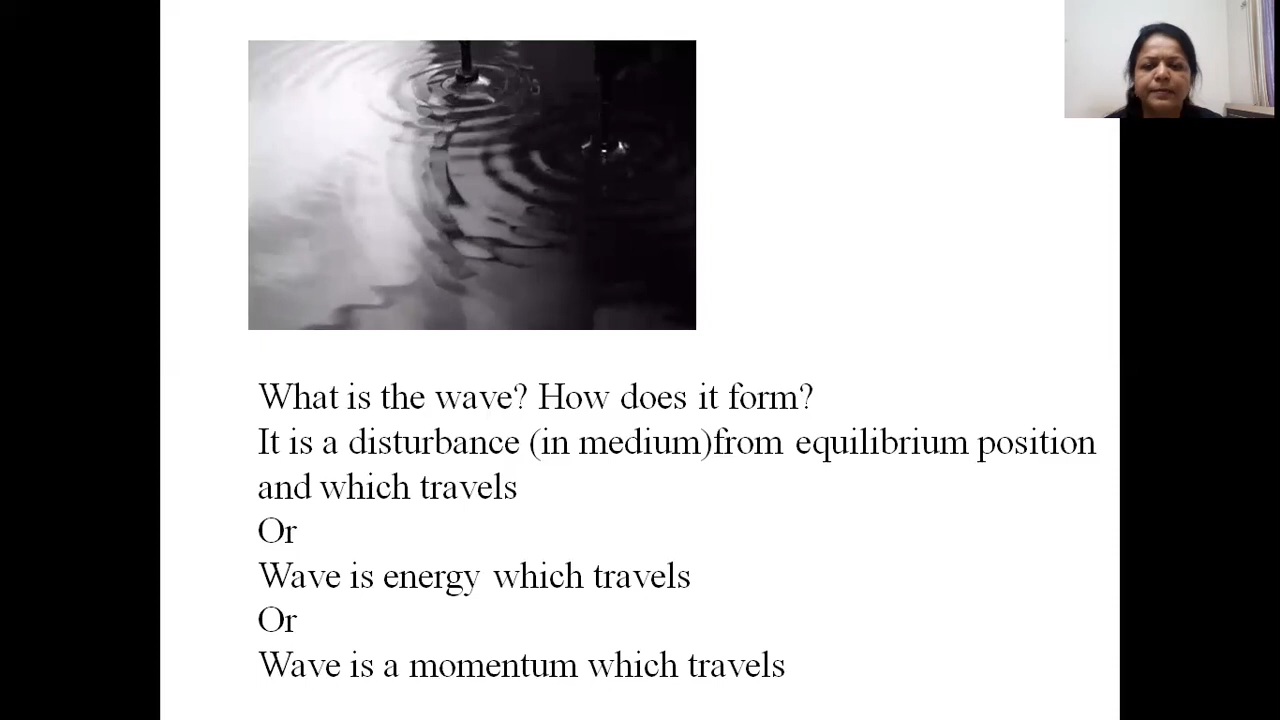 What is the wave? How does it form?
It is a disturbance (in medium)from equilibrium position
and which travels
Or
Wave is energy which travels
Or
Wave is a momentum which travels